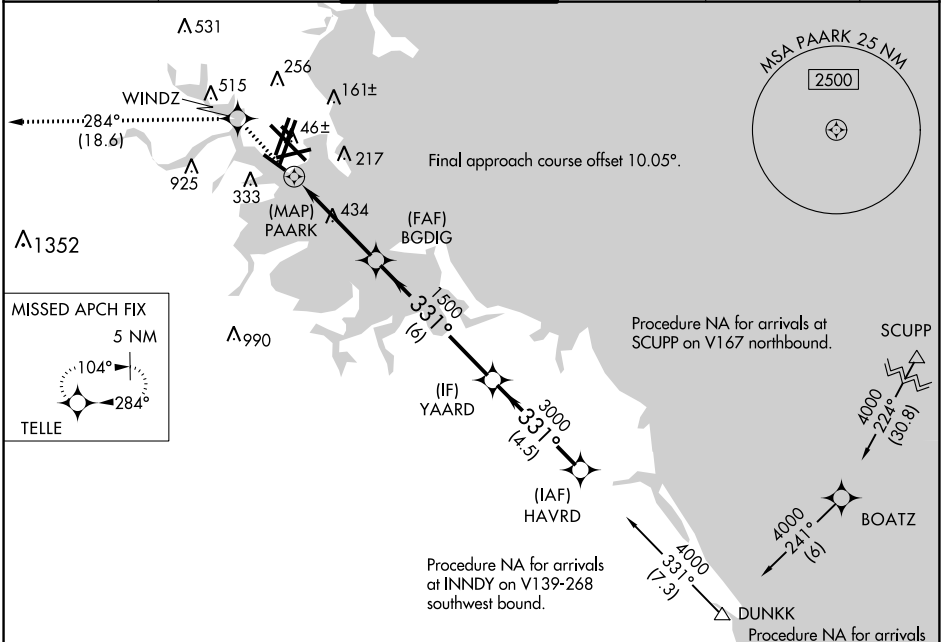 531
256
515
161±
WINDZ
46±
284°
(18.6)
217
925
333
Final approach course offset 10.05°.
MSA PAARK 25 NM
2500
(MAP)
PAARK
434
(FAF)
BGDIG
1352
1500
331°
(6)
MISSED APCH FIX
5 NM
104°
284°
TELLE
990
Procedure NA for arrivals at
SCUPP on V167 northbound.
SCUPP
4000
224°
(30.8)
(IF)
YAARD
3000
331°
(4.5)
(IAF)
HAVRD
BOATZ
4000
241°
(6)
Procedure NA for arrivals
at INNDY on V139-268
southwest bound.
4000
331°
(7.3)
DUNKK
Procedure NA for arrivals